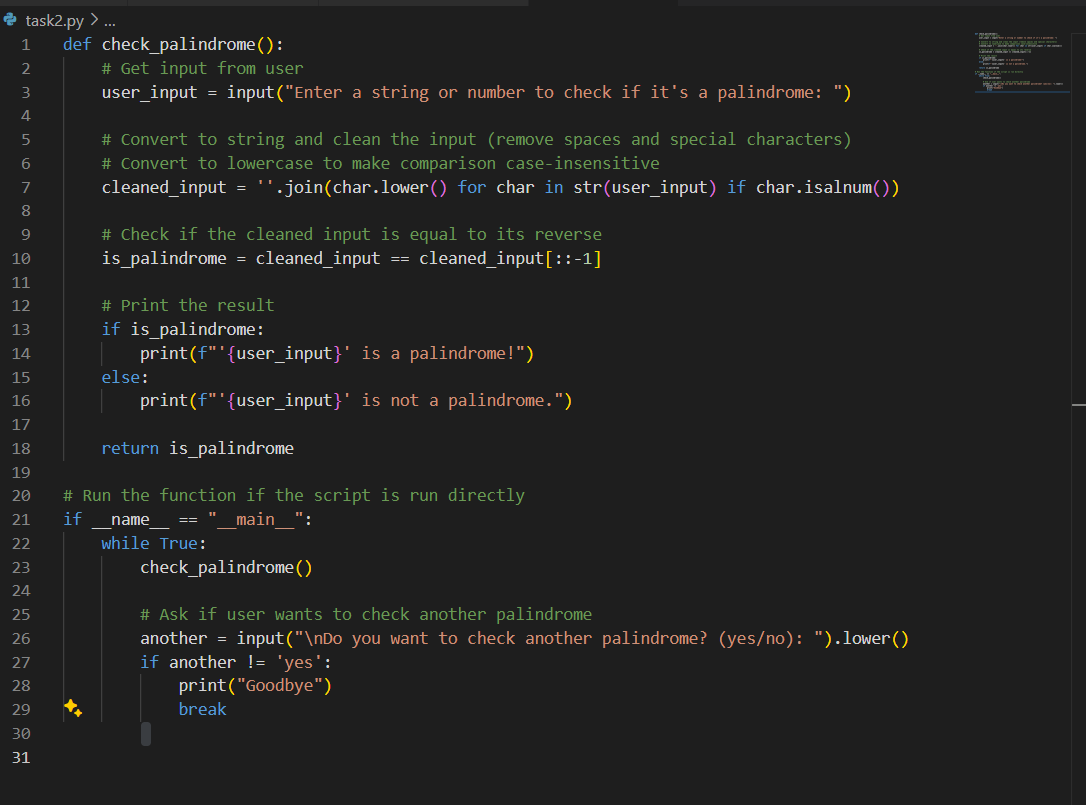 task2.py > ...
1 def check_palindrome():
2     # Get input from user
3     user_input = input("Enter a string or number to check if it's a palindrome: ")
4
5     # Convert to string and clean the input (remove spaces and special characters)
6     # Convert to lowercase to make comparison case-insensitive
7     cleaned_input = ''.join(char.lower() for char in str(user_input) if char.isalnum())
8
9     # Check if the cleaned input is equal to its reverse
10     is_palindrome = cleaned_input == cleaned_input[::-1]
11
12     # Print the result
13     if is_palindrome:
14         print(f"'{user_input}' is a palindrome!")
15     else:
16         print(f"'{user_input}' is not a palindrome.")
17
18     return is_palindrome
19
20 # Run the function if the script is run directly
21 if __name__ == "__main__":
22     while True:
23         check_palindrome()
24
25         # Ask if user wants to check another palindrome
26         another = input("\nDo you want to check another palindrome? (yes/no): ").lower()
27         if another != 'yes':
28             print("Goodbye")
29             break
30
31